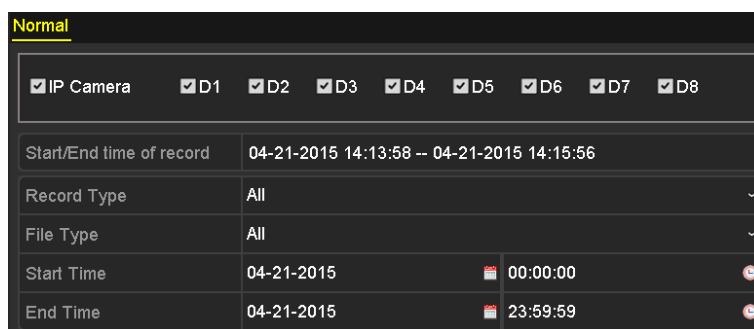 Normal
IP Camera D1 D2 D3 D4 D5 D6 D7 D8
Start/End time of record 04-21-2015 14:13:58 -- 04-21-2015 14:15:56
Record Type All
File Type All
Start Time 04-21-2015 00:00:00
End Time 04-21-2015 23:59:59